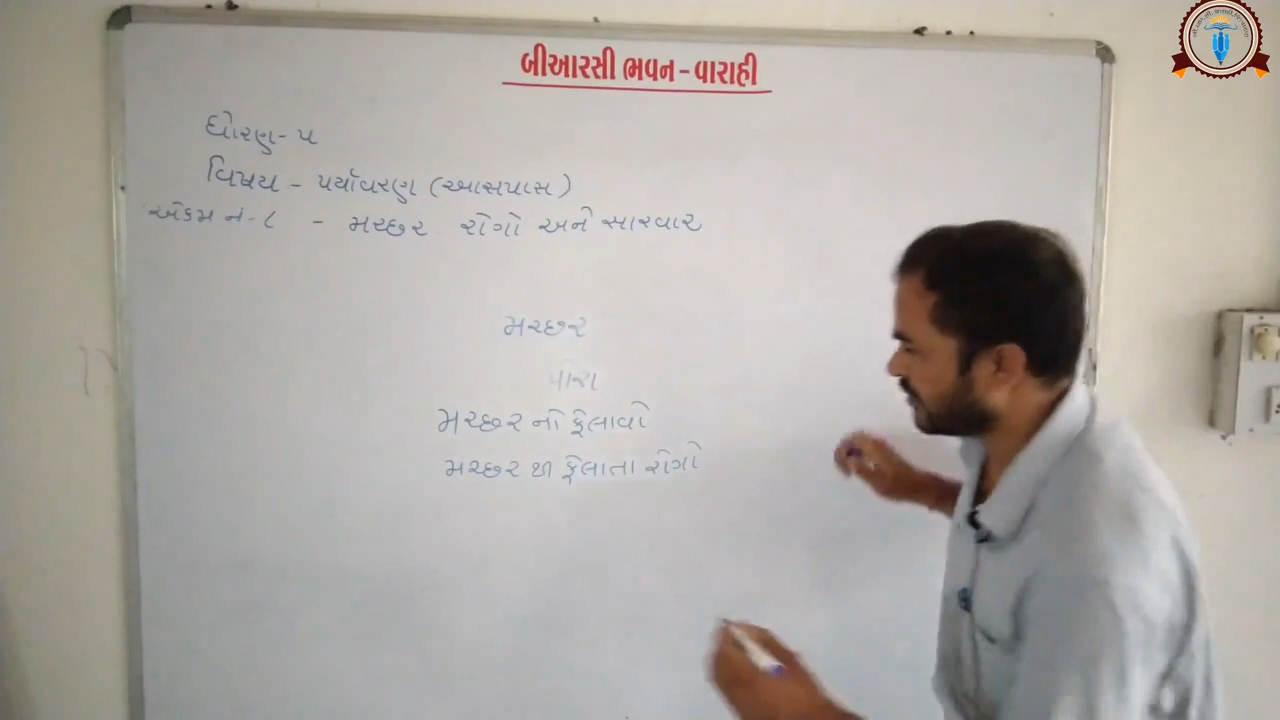 બીઆરસી ભવન - વારાહી
ધોરણ - ૫
વિષય - પર્યાવરણ (આસપાસ)
એકમ નં - ૮ - મચ્છર રોગો અને સારવાર
મચ્છર
મચ્છર નો ફેલાવો
મચ્છર થી ફેલાતા રોગો